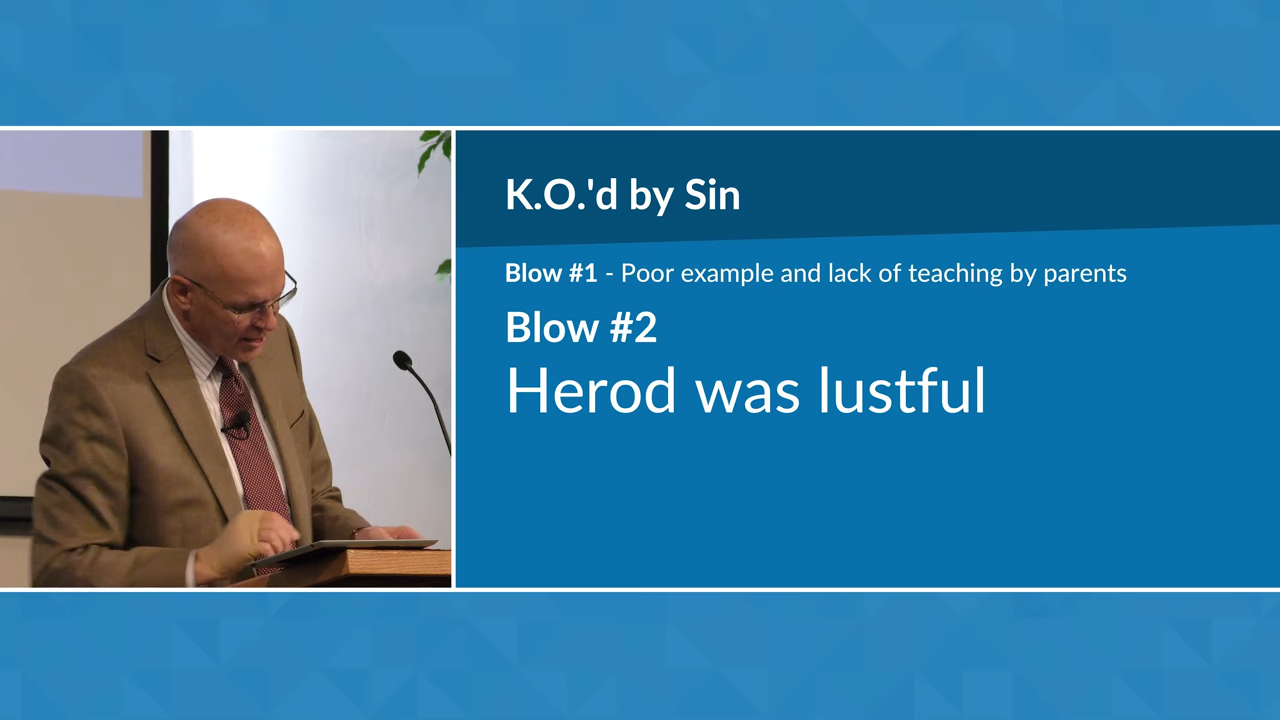 K.O.'d by Sin
Blow #1 - Poor example and lack of teaching by parents
Blow #2
Herod was lustful